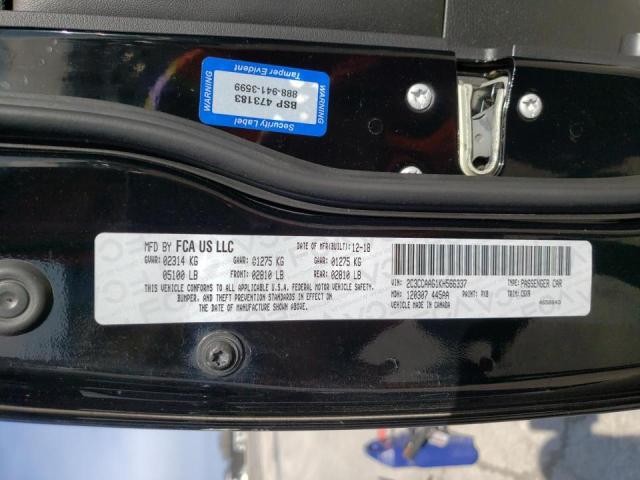 WARNING
Security Label
BSP 473183
888-941-3599
Tamper Evident
WARNING
MFD BY FCA US LLC
DATE OF MFR(BUILT): 12-18
GVWR: 02314 KG
GAWR: 01275 KG
GAWR: 01275 KG
05100 LB
FRONT: 02810 LB
REAR: 02810 LB
THIS VEHICLE CONFORMS TO ALL APPLICABLE U.S.A. FEDERAL MOTOR VEHICLE SAFETY,
BUMPER, AND THEFT PREVENTION STANDARDS IN EFFECT ON
THE DATE OF MANUFACTURE SHOWN ABOVE.
VIN: 2C3CCAAG1KH566337
TYPE: PASSENGER CAR
MDH: 120307 445AA
PAINT: PX8
TRIM: C5X9
VEHICLE MADE IN CANADA